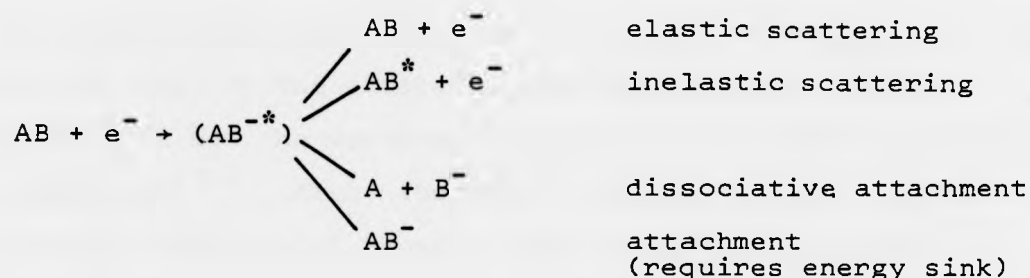 AB + e⁻ elastic scattering
AB* + e⁻ inelastic scattering
AB + e⁻ → (AB⁻*)
A + B⁻ dissociative attachment
AB⁻ attachment
(requires energy sink)